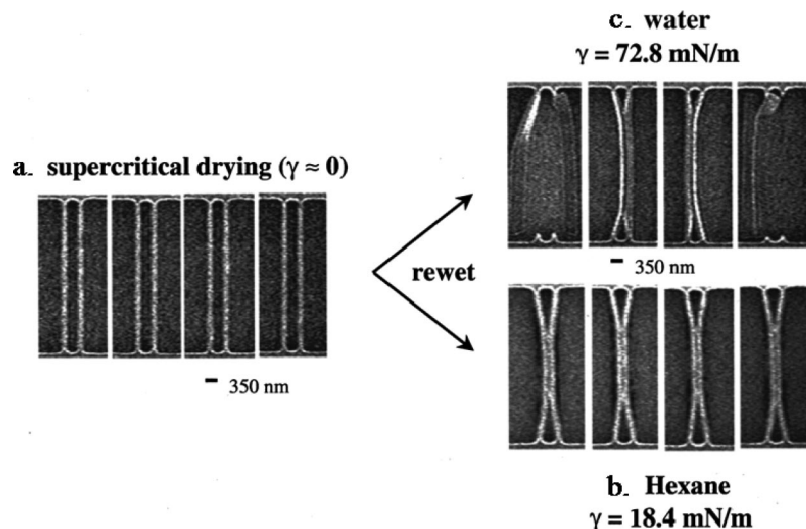 c. water
γ = 72.8 mN/m
a. supercritical drying (γ ≈ 0)
350 nm
rewet
350 nm
b. Hexane
γ = 18.4 mN/m